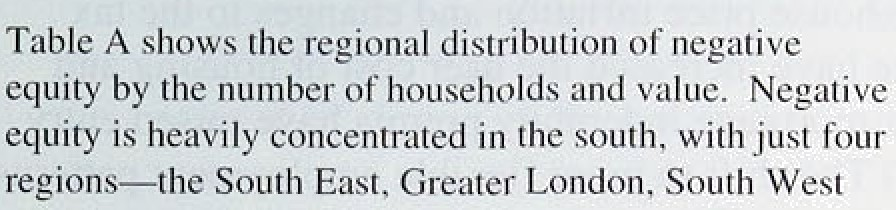 Table A shows the regional distribution of negative
equity by the number of households and value. Negative
equity is heavily concentrated in the south, with just four
regions—the South East, Greater London, South West